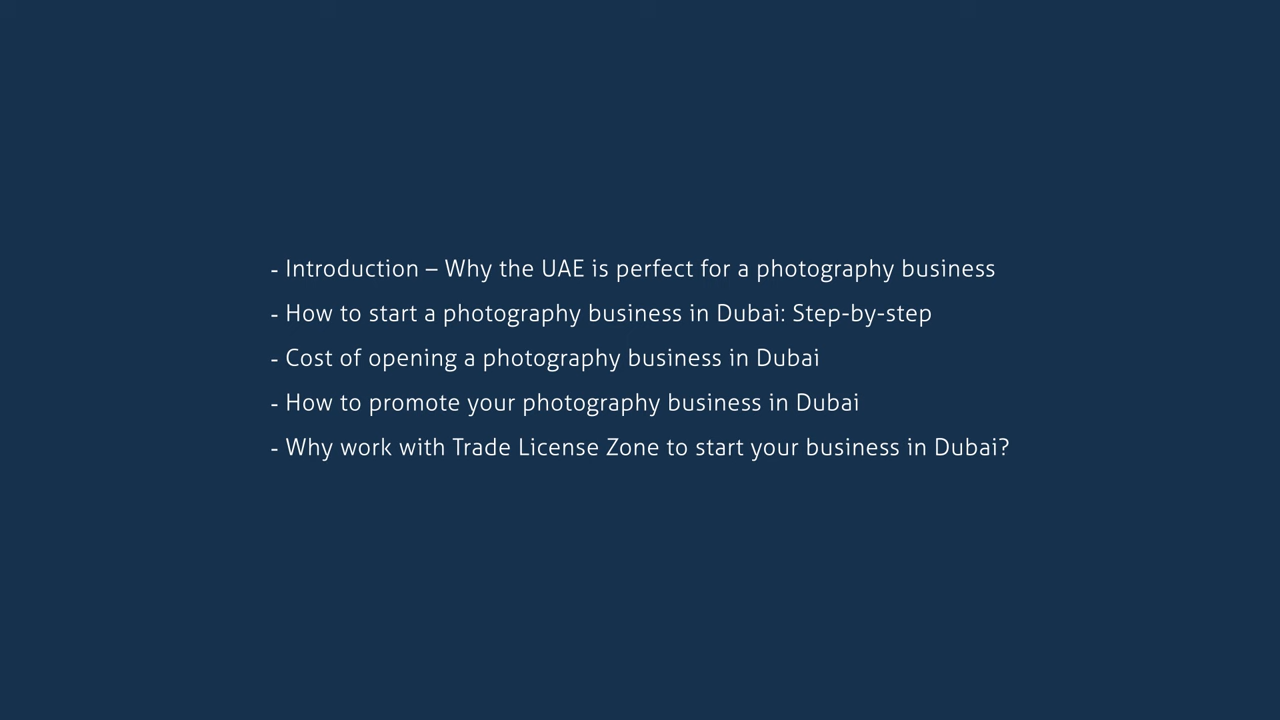 - Introduction – Why the UAE is perfect for a photography business
- How to start a photography business in Dubai: Step-by-step
- Cost of opening a photography business in Dubai
- How to promote your photography business in Dubai
- Why work with Trade License Zone to start your business in Dubai?